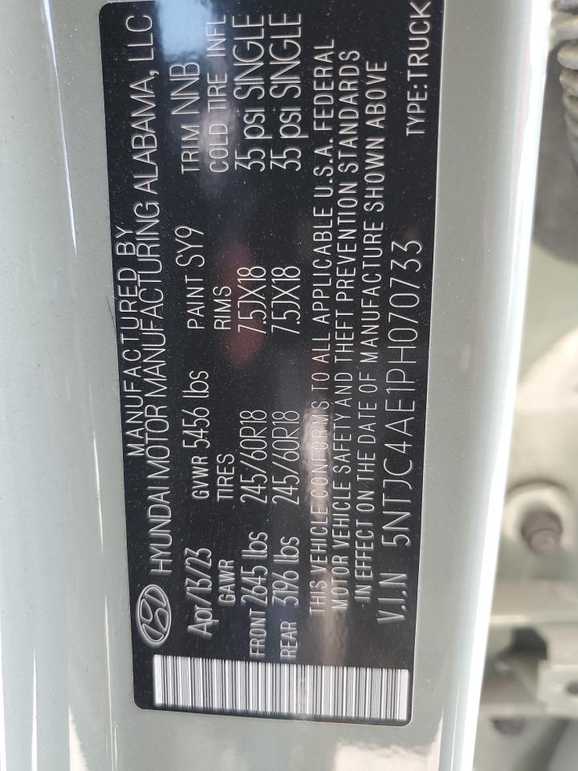 MANUFACTURED BY
HYUNDAI MOTOR MANUFACTURING ALABAMA, LLC
Apr/13/23 GVWR 5456 lbs PAINT SY9 TRIM NNB
GAWR TIRES RIMS COLD TIRE INFL
FRONT 2645 lbs 245/60R18 7.5JX18 35 psi SINGLE
REAR 3196 lbs 245/60R18 7.5JX18 35 psi SINGLE
THIS VEHICLE CONFORMS TO ALL APPLICABLE U.S.A. FEDERAL
MOTOR VEHICLE SAFETY AND THEFT PREVENTION STANDARDS
IN EFFECT ON THE DATE OF MANUFACTURE SHOWN ABOVE
V.I.N 5NTJC4AE1PH070733 TYPE:TRUCK